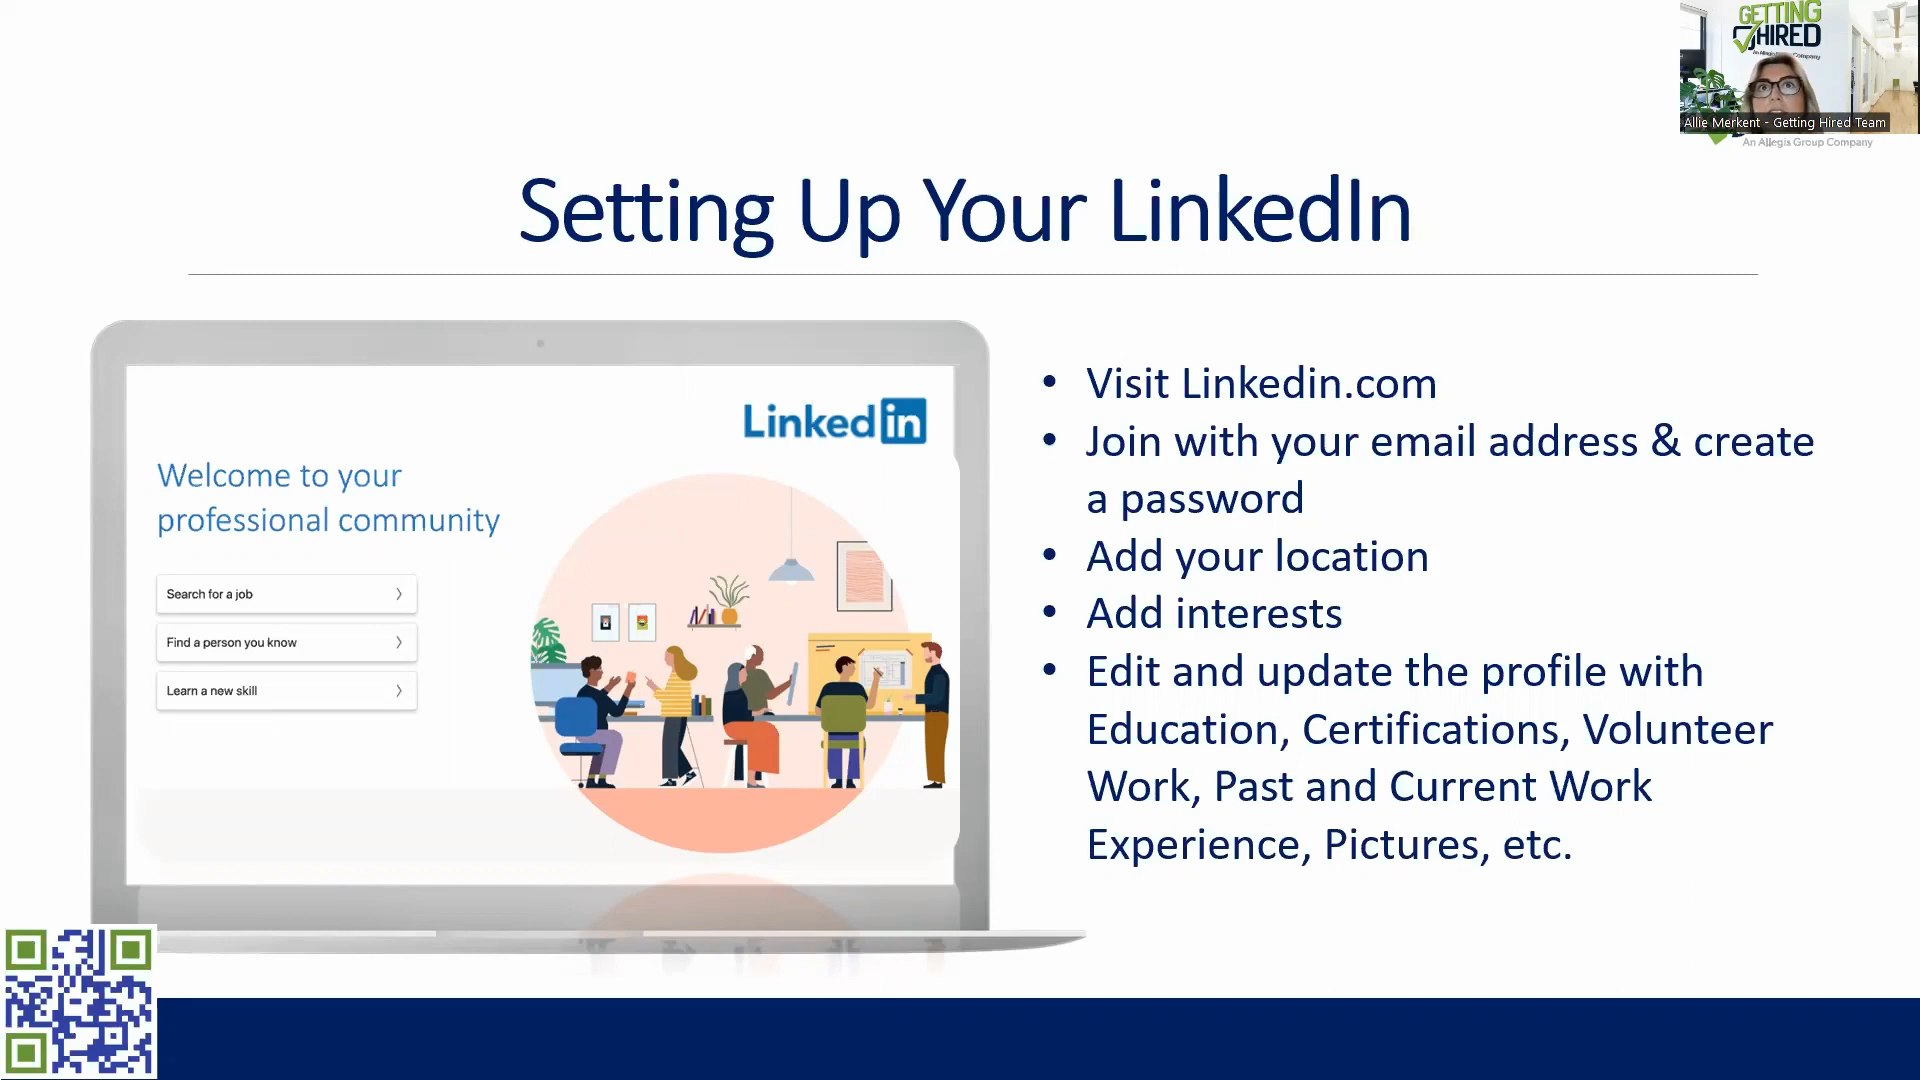 GETTING
HIRED
Allie Merkent - Getting Hired Team
An Allegis Group Company
Setting Up Your LinkedIn
Linkedin
Welcome to your
professional community
Search for a job
Find a person you know
Learn a new skill
• Visit Linkedin.com
• Join with your email address & create
a password
• Add your location
• Add interests
• Edit and update the profile with
Education, Certifications, Volunteer
Work, Past and Current Work
Experience, Pictures, etc.